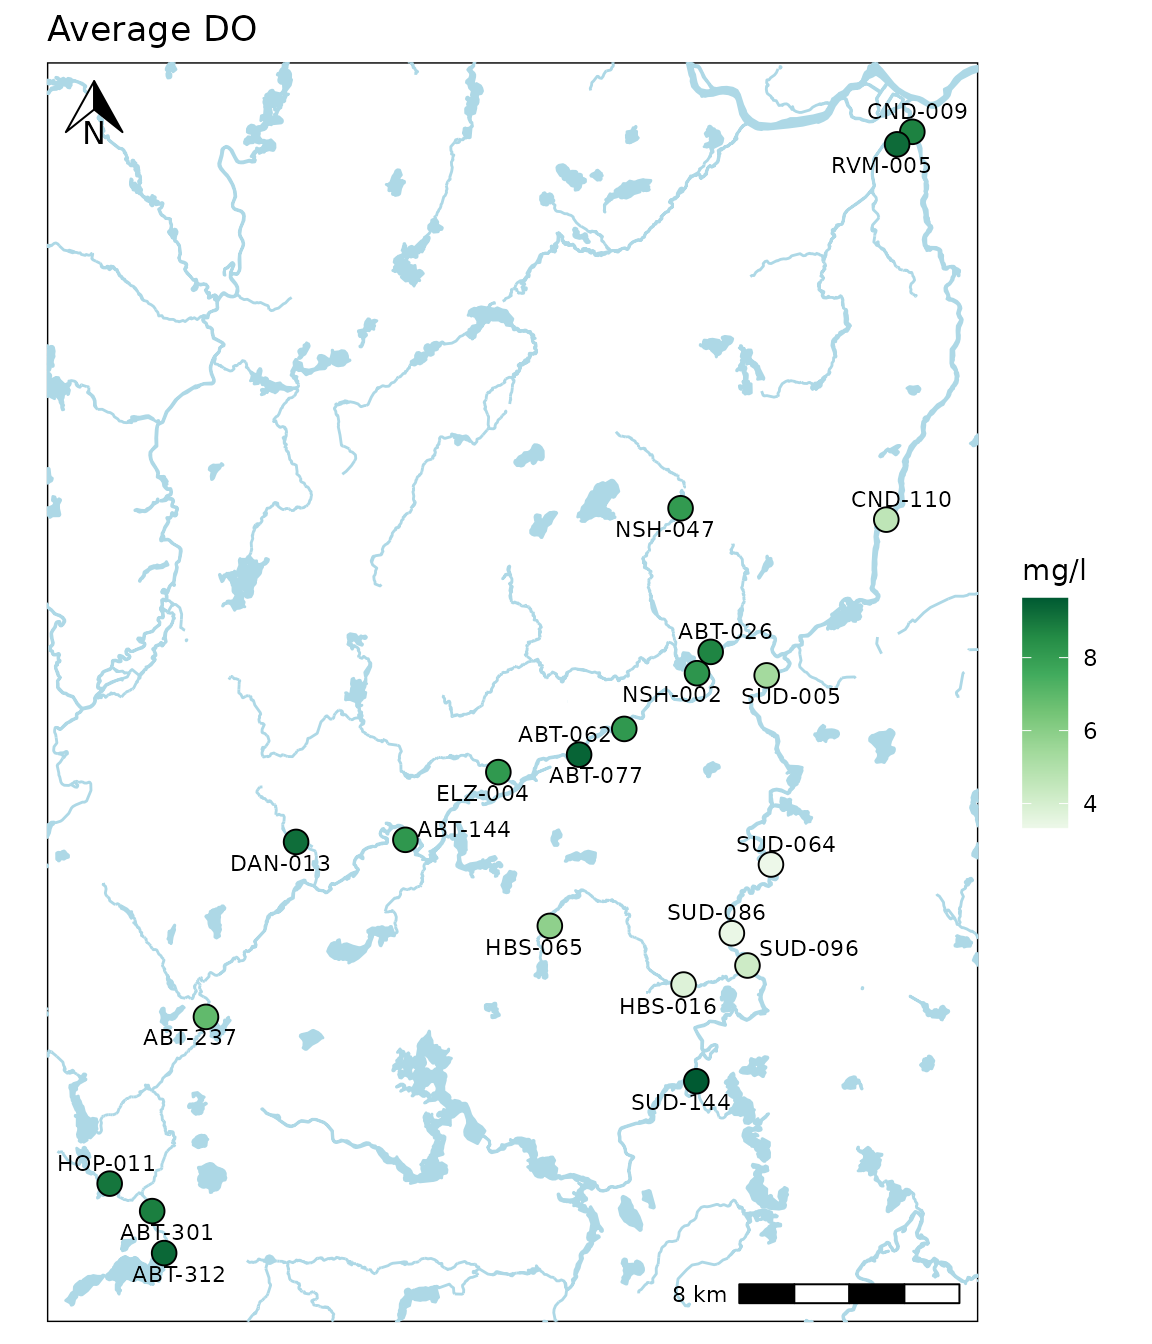 Average DO
N
CND-009
RVM-005
CND-110
NSH-047
mg/l
ABT-026
8
NSH-002
SUD-005
ABT-062
6
ABT-077
ELZ-004
4
ABT-144
SUD-064
DAN-013
SUD-086
HBS-065
SUD-096
HBS-016
ABT-237
SUD-144
HOP-011
ABT-301
ABT-312
8 km